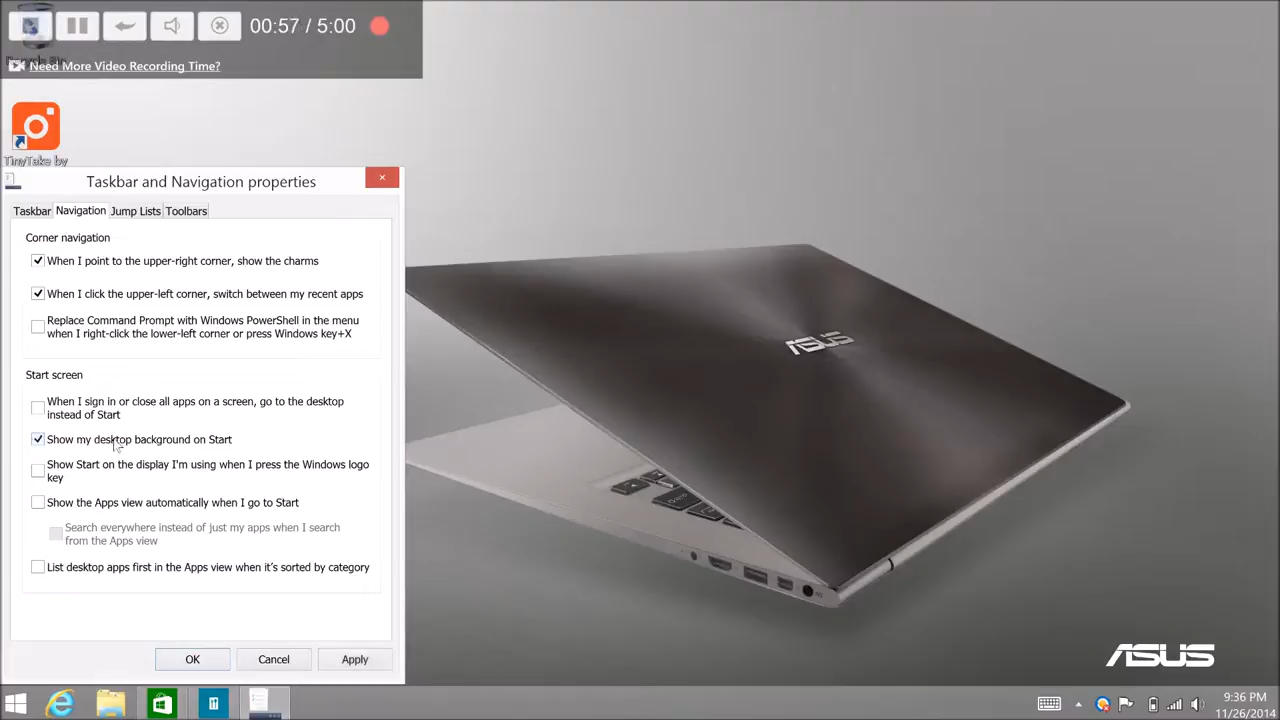 00:57 / 5:00
Need More Video Recording Time?
TinyTake by
Taskbar and Navigation properties
Taskbar
Navigation
Jump Lists
Toolbars
Corner navigation
When I point to the upper-right corner, show the charms
When I click the upper-left corner, switch between my recent apps
Replace Command Prompt with Windows PowerShell in the menu
when I right-click the lower-left corner or press Windows key+X
Start screen
When I sign in or close all apps on a screen, go to the desktop
instead of Start
Show my desktop background on Start
Show Start on the display I'm using when I press the Windows logo
key
Show the Apps view automatically when I go to Start
Search everywhere instead of just my apps when I search
from the Apps view
List desktop apps first in the Apps view when it's sorted by category
OK
Cancel
Apply
ASUS
ASUS
9:36 PM
11/26/2014